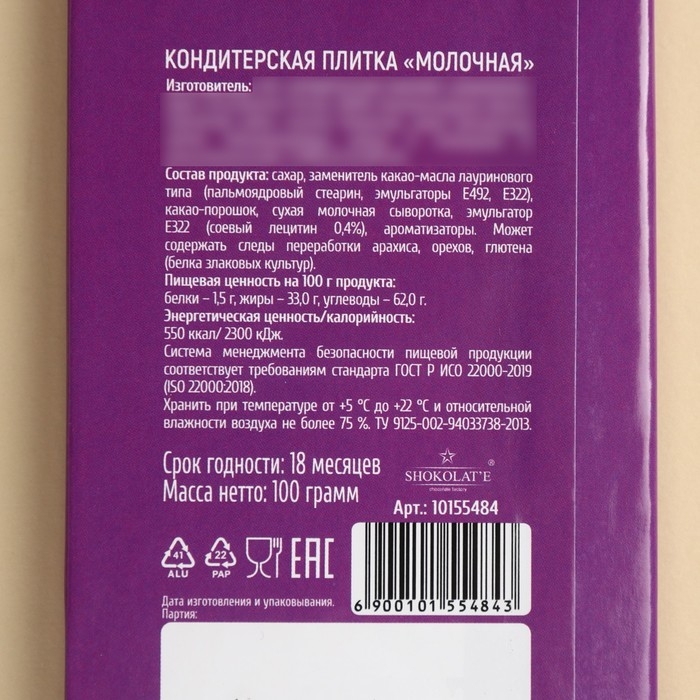 КОНДИТЕРСКАЯ ПЛИТКА «МОЛОЧНАЯ»
Изготовитель:
Состав продукта: сахар, заменитель какао-масла лауринового
типа (пальмоядровый стеарин, эмульгаторы Е492, Е322),
какао-порошок, сухая молочная сыворотка, эмульгатор
Е322 (соевый лецитин 0,4%), ароматизаторы. Может
содержать следы переработки арахиса, орехов, глютена
(белка злаковых культур).
Пищевая ценность на 100 г продукта:
белки – 1,5 г, жиры – 33,0 г, углеводы – 62,0 г.
Энергетическая ценность/калорийность:
550 ккал/ 2300 кДж.
Система менеджмента безопасности пищевой продукции
соответствует требованиям стандарта ГОСТ Р ИСО 22000-2019
(ISO 22000:2018).
Хранить при температуре от +5 °С до +22 °С и относительной
влажности воздуха не более 75 %. ТУ 9125-002-94033738-2013.
Срок годности: 18 месяцев
Масса нетто: 100 грамм
SHOKOLAT'E ®
chocolate factory
Арт.: 10155484
41
ALU
22
PAP
EAC
6 900101 554843
Дата изготовления и упаковывания.
Партия: